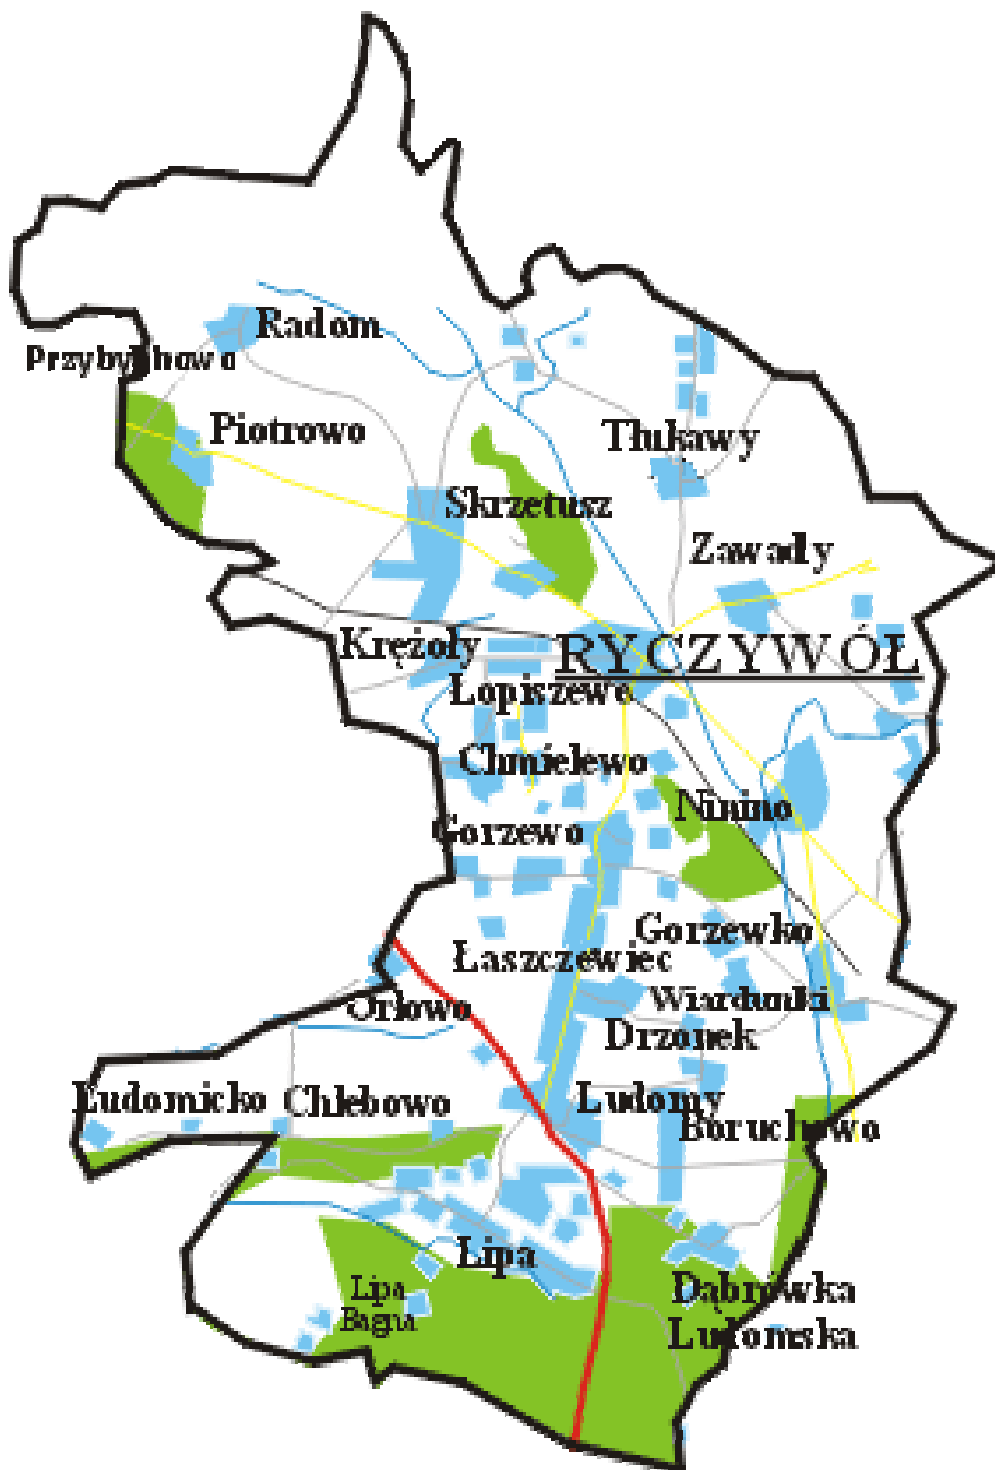 Radom
Przybychowo
Piotrowo
Tłukawy
Skrzetusz
Zawady
Krężoły
RYCZYWÓŁ
Łopiszewo
Chmielewo
Ninino
Gorzewo
Gorzewko
Łaszczewiec
Wiardunki
Orłowo
Drzonek
Ludomicko
Chlebowo
Ludomy
Boruchowo
Lipa
Lipa
Bagna
Dąbrówka
Ludomska